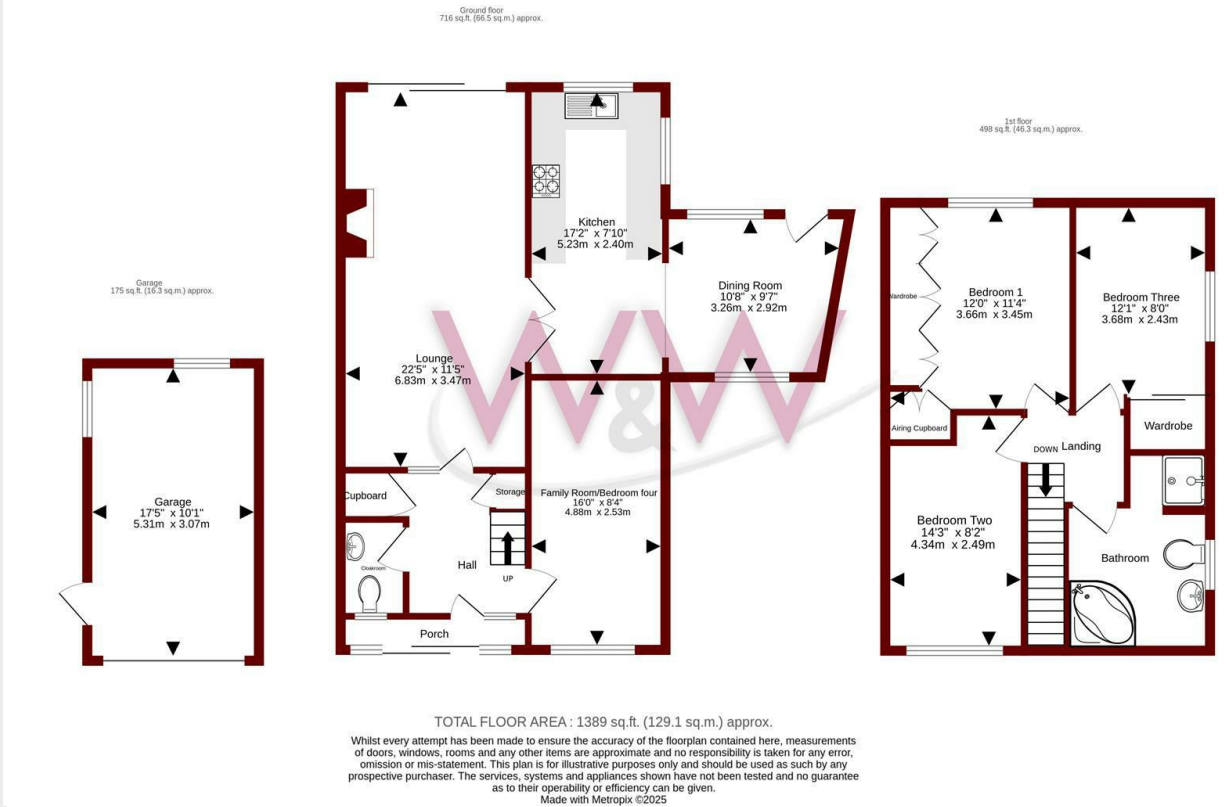 Ground floor
716 sq.ft. (66.5 sq.m.) approx.
Kitchen
17'2" x 7'10"
5.23m x 2.40m
Dining Room
10'8" x 9'7"
3.26m x 2.92m
Lounge
22'5" x 11'5"
6.83m x 3.47m
Cupboard
Storage
Family Room/Bedroom four
16'0" x 8'4"
4.88m x 2.53m
Cloakroom
Hall
UP
Porch
1st floor
498 sq.ft. (46.3 sq.m.) approx.
Wardrobe
Bedroom 1
12'0" x 11'4"
3.66m x 3.45m
Bedroom Three
12'1" x 8'0"
3.68m x 2.43m
Airing Cupboard
DOWN
Landing
Wardrobe
Bedroom Two
14'3" x 8'2"
4.34m x 2.49m
Bathroom
Garage
175 sq.ft. (16.3 sq.m.) approx.
Garage
17'5" x 10'1"
5.31m x 3.07m
W&W
TOTAL FLOOR AREA : 1389 sq.ft. (129.1 sq.m.) approx.
Whilst every attempt has been made to ensure the accuracy of the floorplan contained here, measurements
of doors, windows, rooms and any other items are approximate and no responsibility is taken for any error,
omission or mis-statement. This plan is for illustrative purposes only and should be used as such by any
prospective purchaser. The services, systems and appliances shown have not been tested and no guarantee
as to their operability or efficiency can be given.
Made with Metropix ©2025